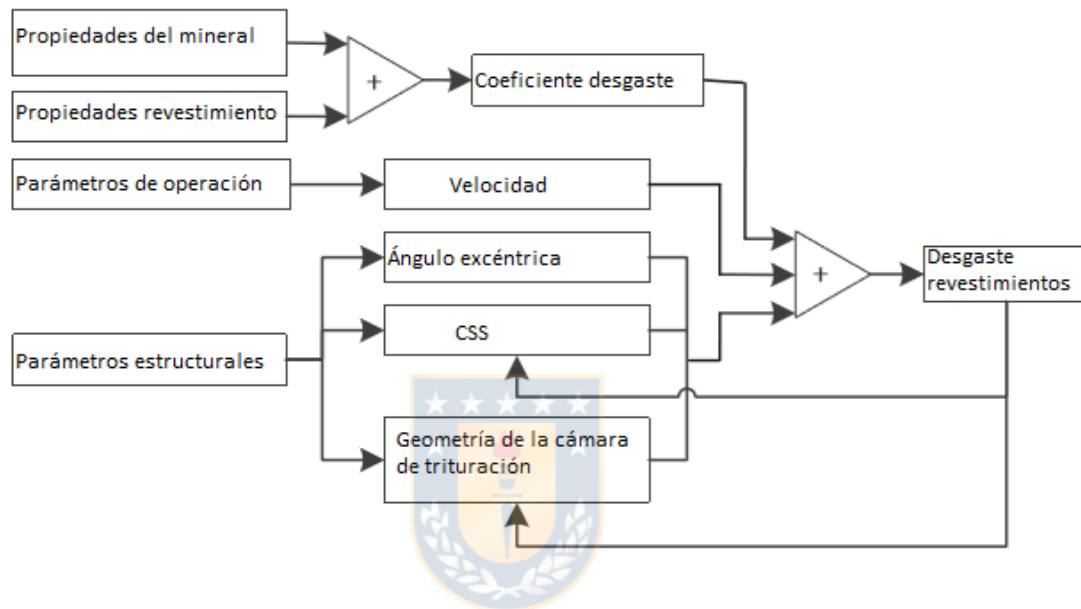 Propiedades del mineral
+
Coeficiente desgaste
Propiedades revestimiento
Parámetros de operación
Velocidad
Ángulo excéntrica
+
Desgaste
revestimientos
CSS
Parámetros estructurales
Geometría de la cámara
de trituración